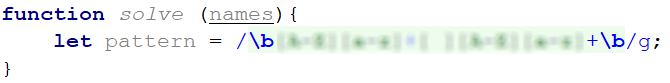 function solve (names){
let pattern = /\b +\b/g;
}